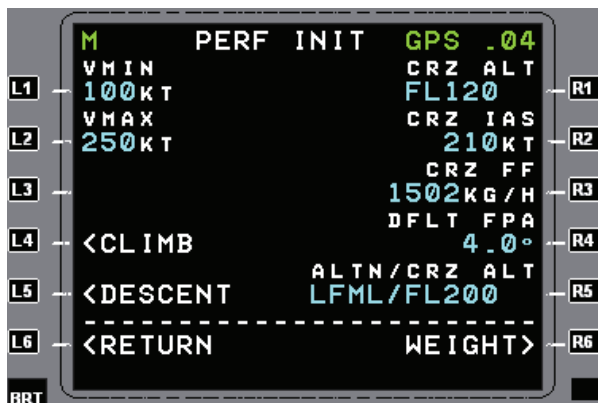 M PERF INIT GPS .04
VMIN CRZ ALT
L1 100KT FL120 R1
VMAX CRZ IAS
L2 250KT 210KT R2
CRZ FF
L3 1502KG/H R3
DFLT FPA
L4 <CLIMB 4.0° R4
ALTN/CRZ ALT
L5 <DESCENT LFML/FL200 R5
L6 <RETURN WEIGHT> R6
BRT